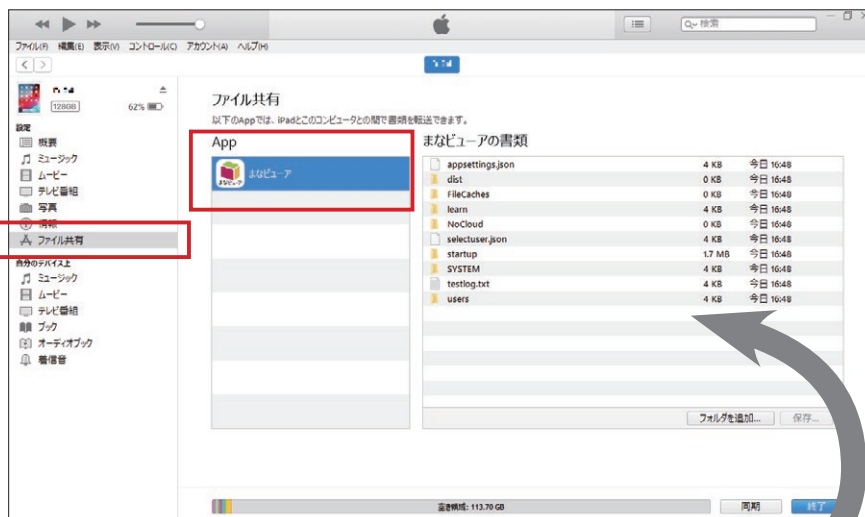 検索
ファイル(F) 編集(E) 表示(V) コントロール(C) アカウント(A) ヘルプ(H)
128GB 62%
設定
概要
ミュージック
ムービー
テレビ番組
写真
情報
ファイル共有
自分のデバイス上
ミュージック
ムービー
テレビ番組
ブック
オーディオブック
着信音
ファイル共有
以下のAppでは、iPadとこのコンピュータとの間で書類を転送できます。
App
まなビューア
まなビューア
まなビューアの書類
appsettings.json 4 KB 今日 16:48
dist 0 KB 今日 16:48
FileCaches 0 KB 今日 16:48
learn 4 KB 今日 16:48
NoCloud 0 KB 今日 16:48
selectuser.json 4 KB 今日 16:48
startup 1.7 MB 今日 16:48
SYSTEM 4 KB 今日 16:48
testlog.txt 4 KB 今日 16:48
users 4 KB 今日 16:48
フォルダを追加... 保存...
空き領域: 113.70 GB 同期 終了